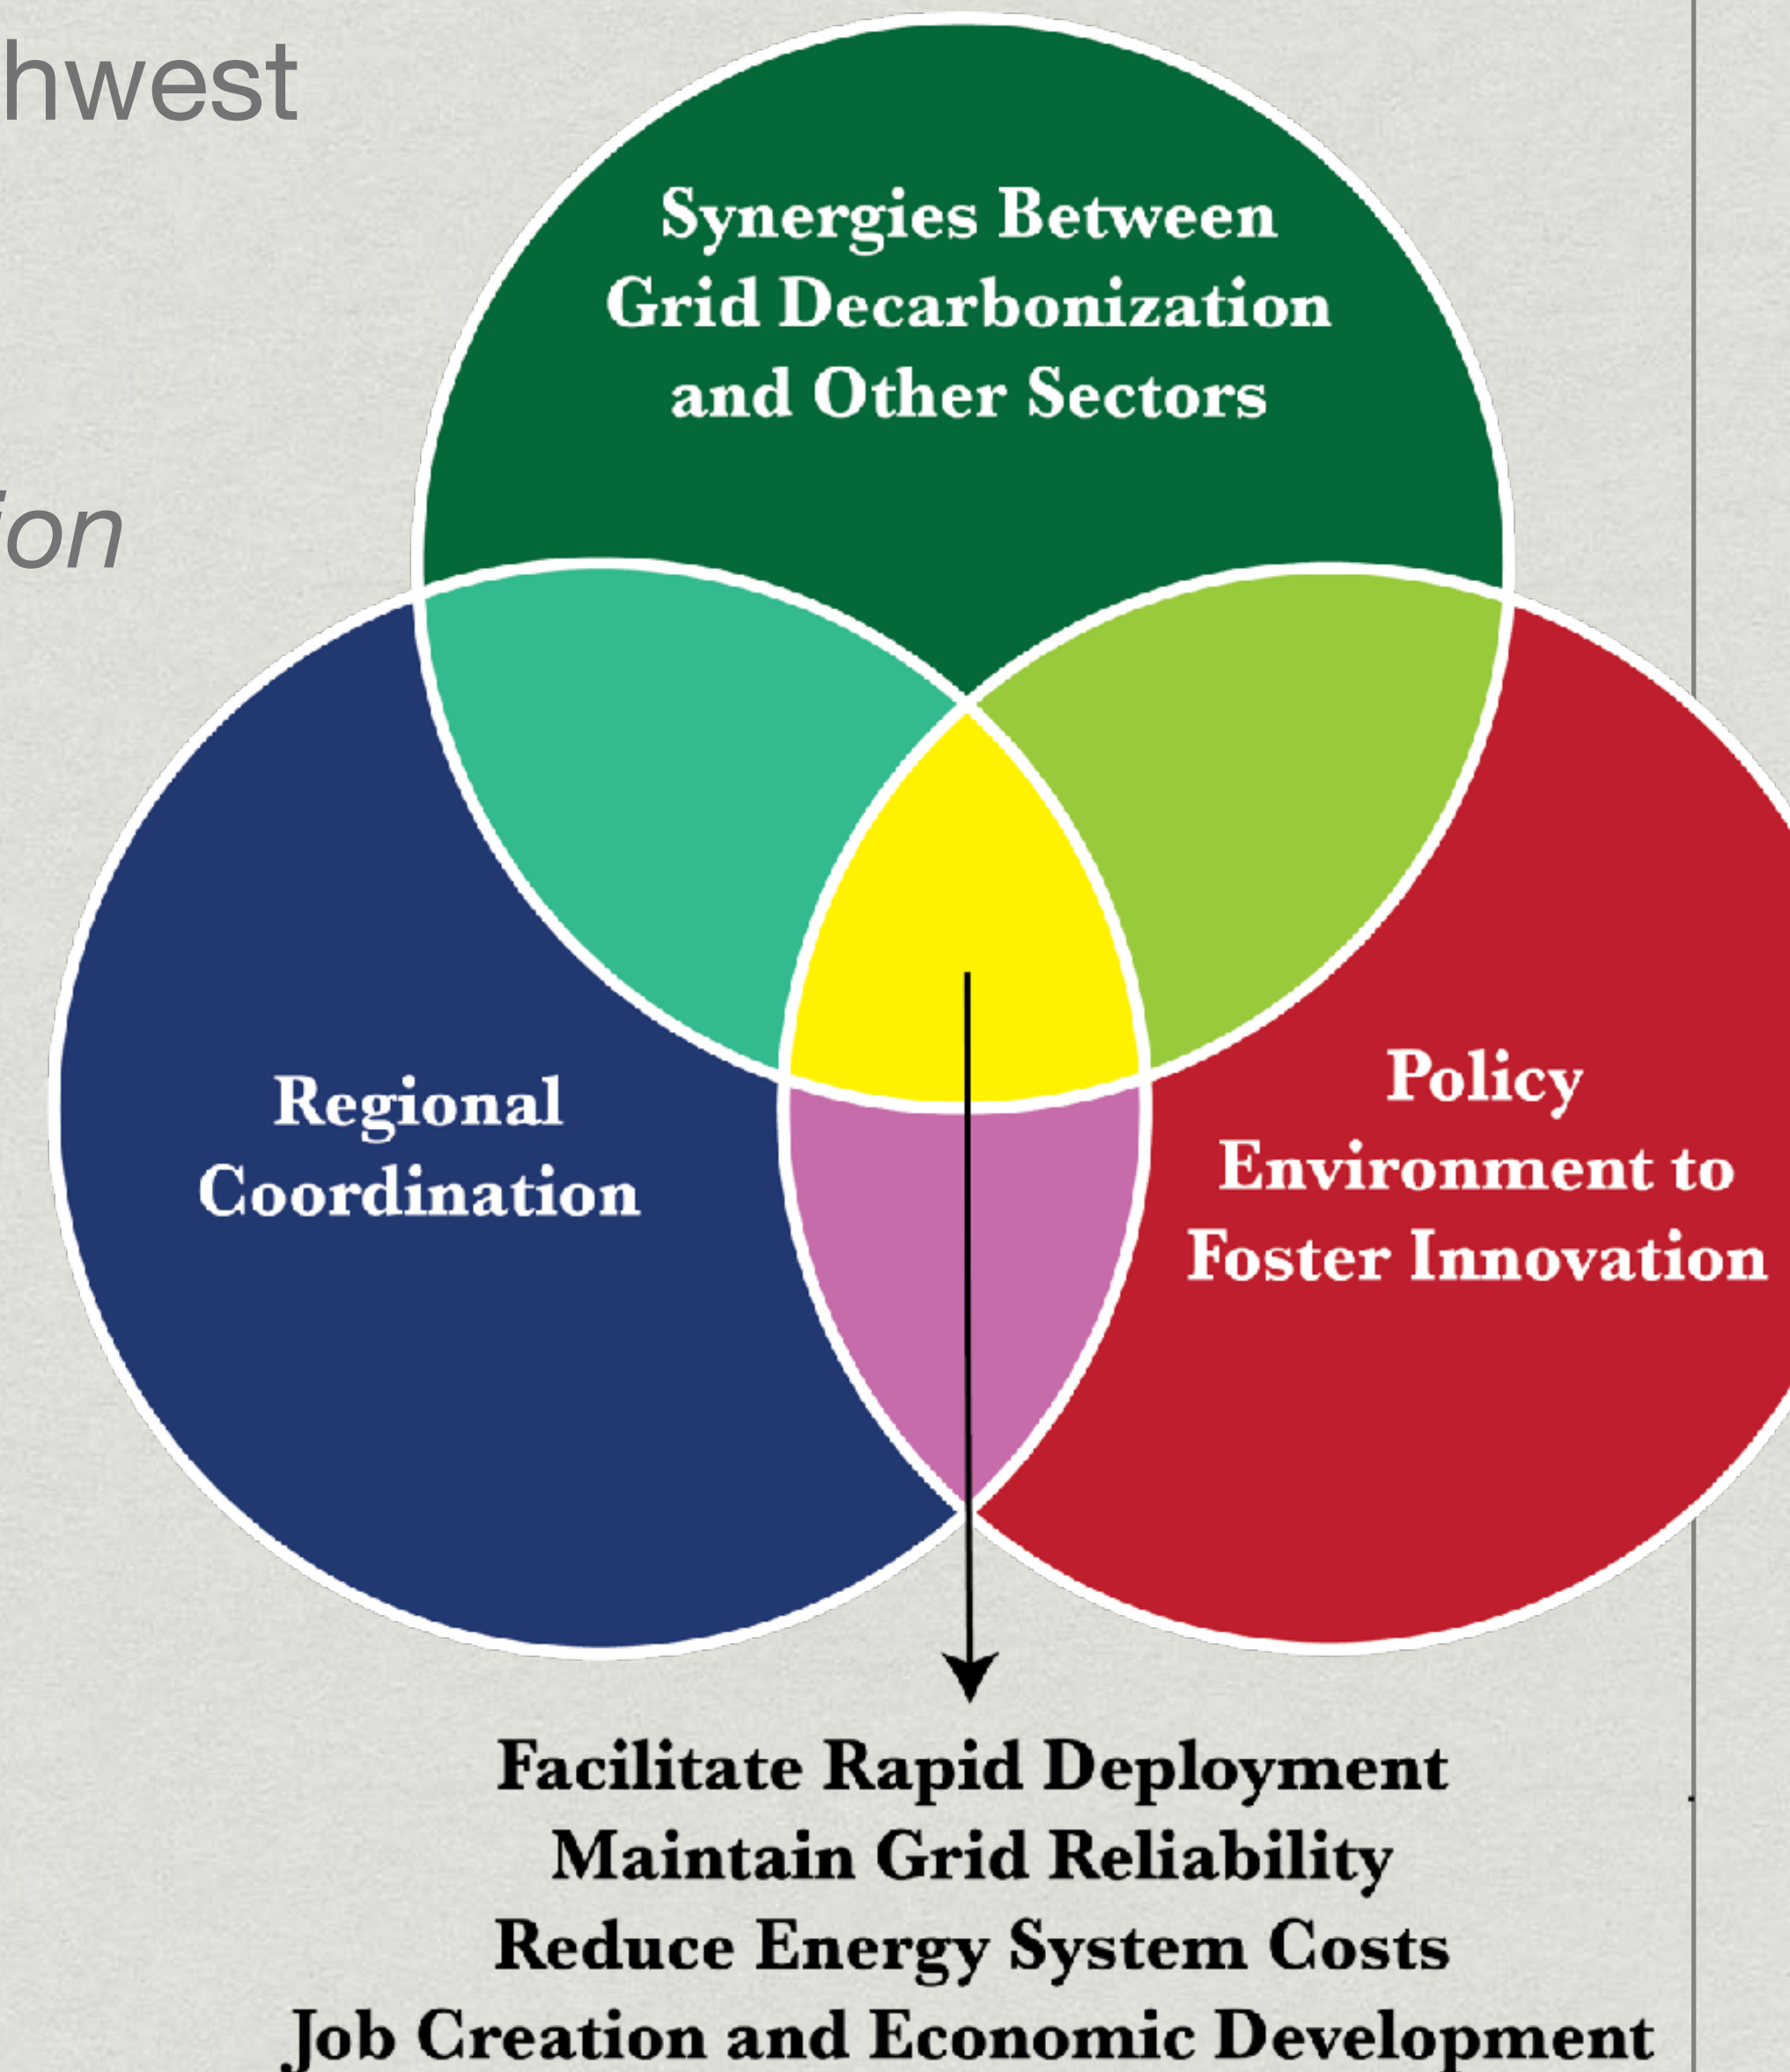 hwest
Synergies Between
Grid Decarbonization
and Other Sectors
ion
Regional
Coordination
Policy
Environment to
Foster Innovation
Facilitate Rapid Deployment
Maintain Grid Reliability
Reduce Energy System Costs
Job Creation and Economic Development